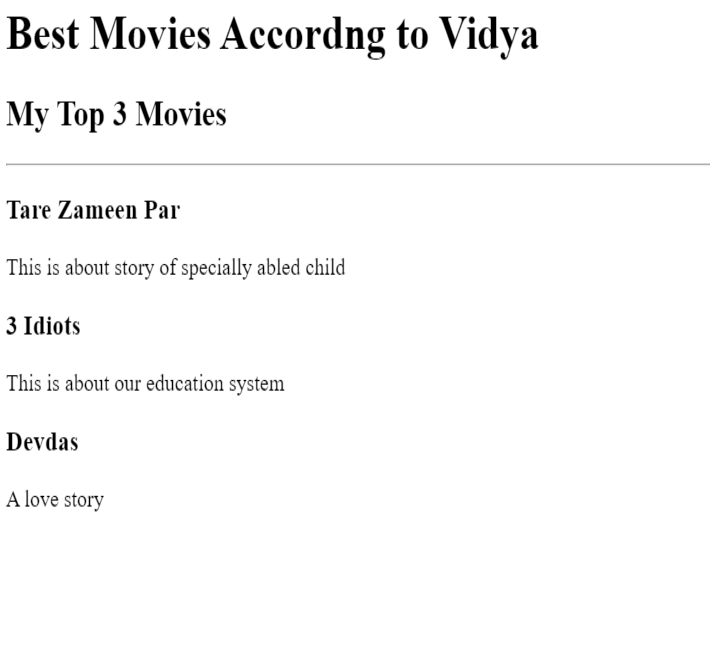 Best Movies Accordng to Vidya
My Top 3 Movies
Tare Zameen Par
This is about story of specially abled child
3 Idiots
This is about our education system
Devdas
A love story